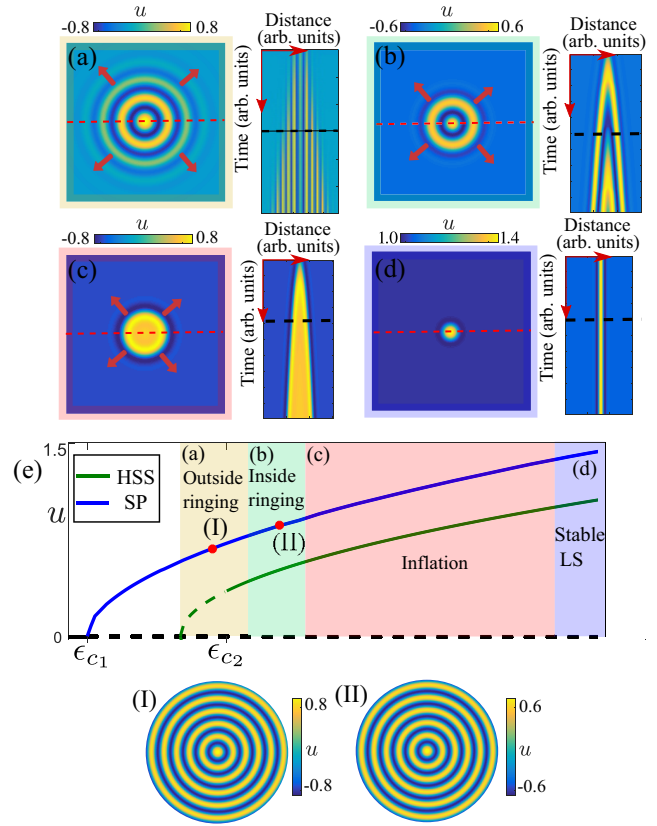 u
-0.8 0.8
Distance
(arb. units)
(a)
Time (arb. units)
u
-0.6 0.6
Distance
(arb. units)
(b)
Time (arb. units)
u
-0.8 0.8
Distance
(arb. units)
(c)
Time (arb. units)
u
1.0 1.4
Distance
(arb. units)
(d)
Time (arb. units)
(e)
1.5
u
0
HSS
SP
(a)
Outside
ringing
(I)
(b)
Inside
ringing
(II)
(c)
Inflation
(d)
Stable
LS
ϵc1
ϵc2
(I)
0.8
u
-0.8
(II)
0.6
u
-0.6